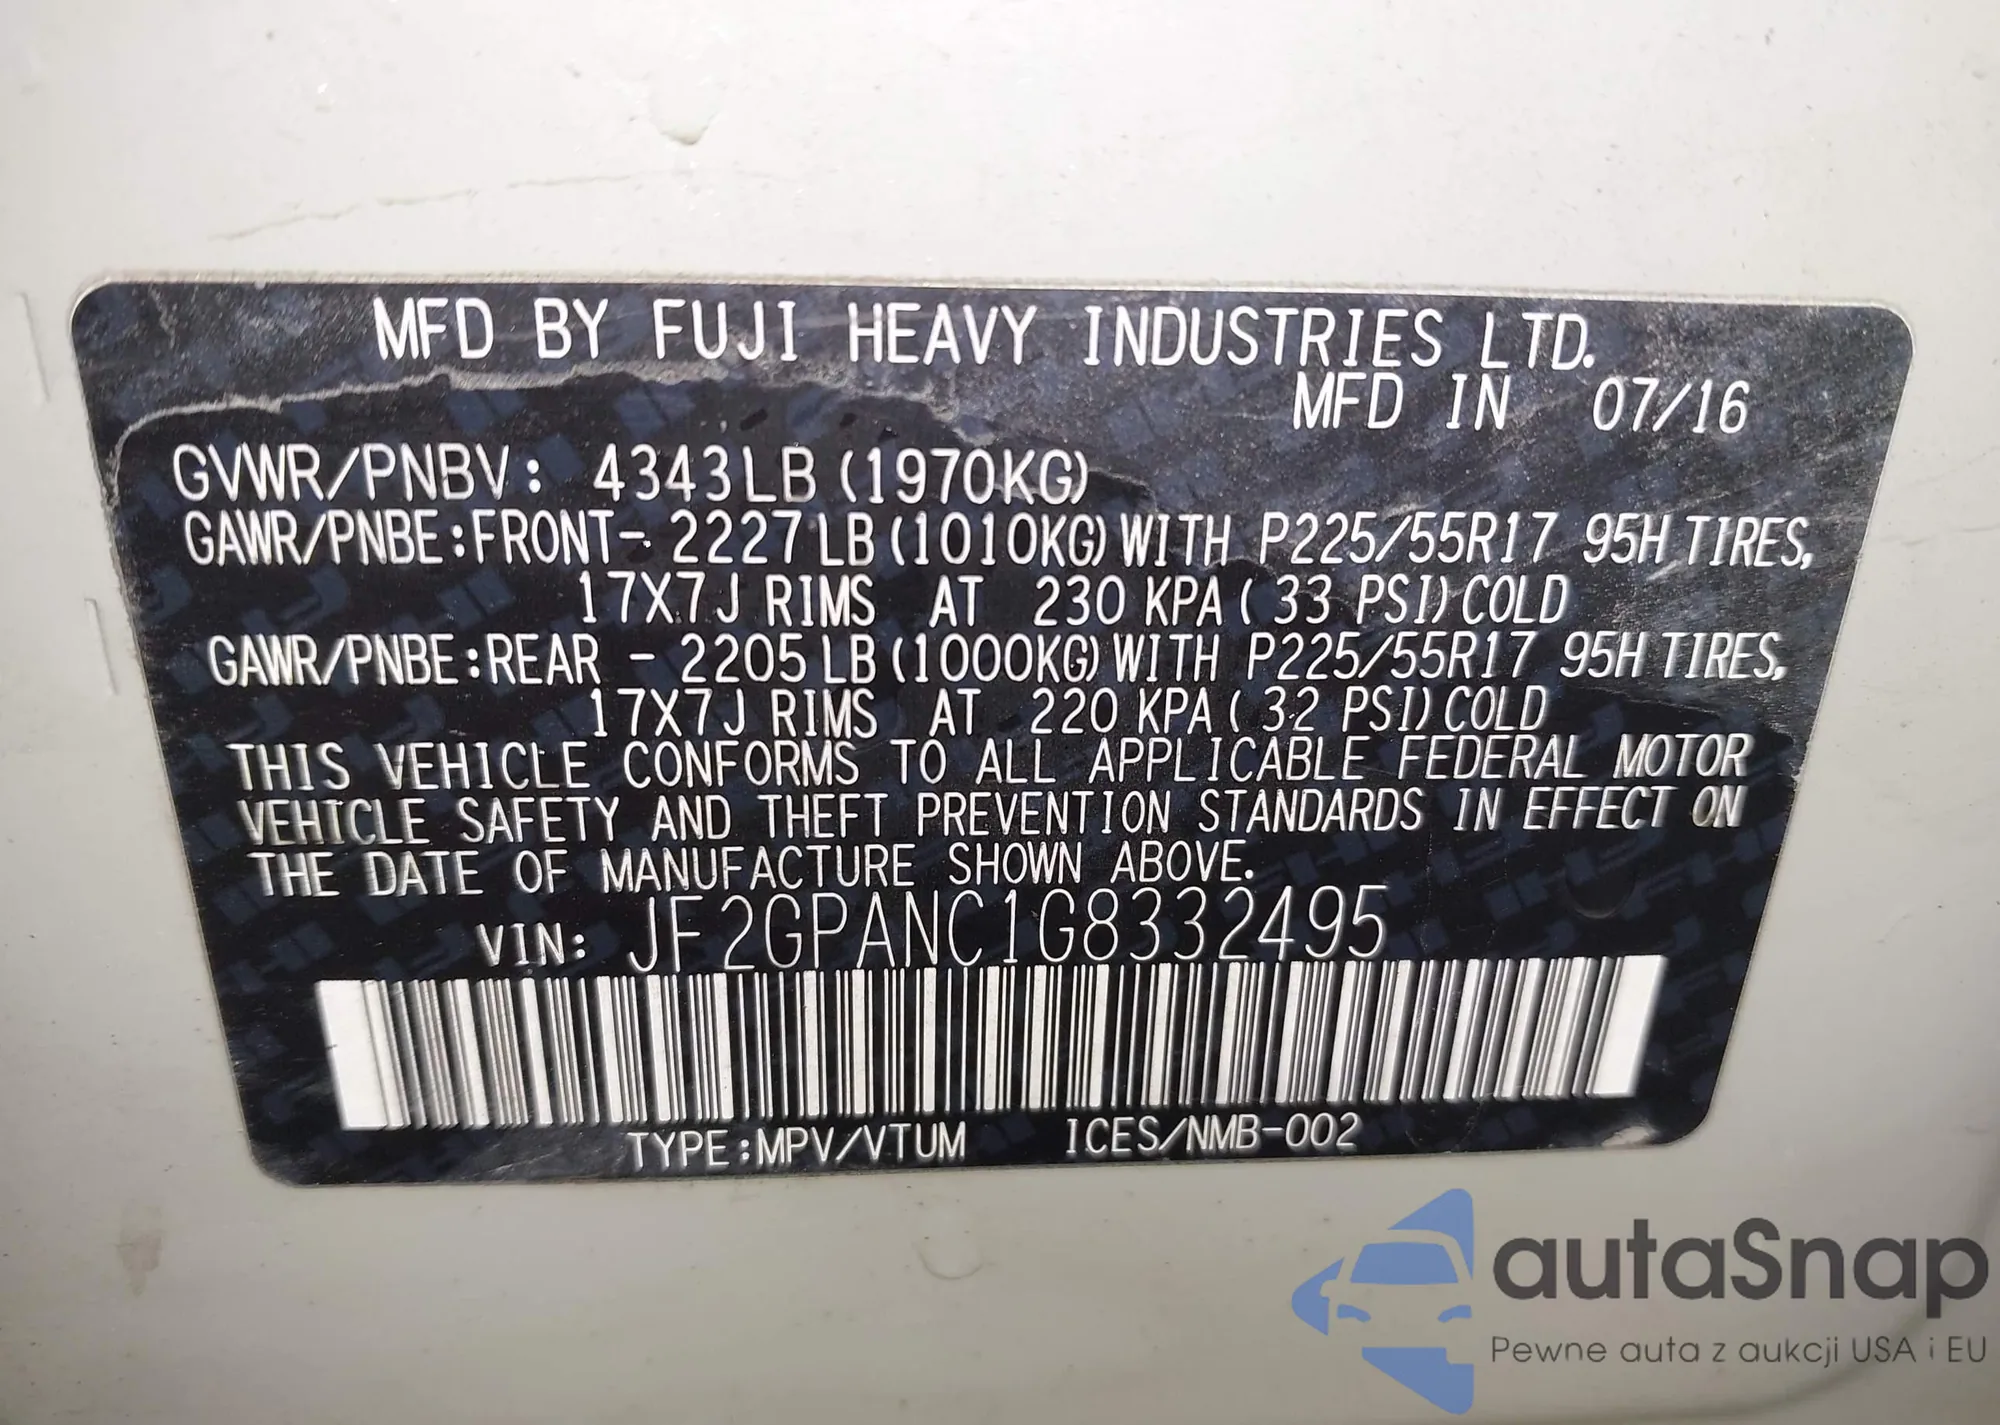 MFD BY FUJI HEAVY INDUSTRIES LTD.
MFD IN 07/16
GVWR/PNBV: 4343LB (1970KG)
GAWR/PNBE:FRONT- 2227LB (1010KG) WITH P225/55R17 95H TIRES,
17X7J RIMS AT 230 KPA ( 33 PSI) COLD
GAWR/PNBE:REAR - 2205LB (1000KG) WITH P225/55R17 95H TIRES,
17X7J RIMS AT 220 KPA ( 32 PSI) COLD
THIS VEHICLE CONFORMS TO ALL APPLICABLE FEDERAL MOTOR
VEHICLE SAFETY AND THEFT PREVENTION STANDARDS IN EFFECT ON
THE DATE OF MANUFACTURE SHOWN ABOVE.
VIN: JF2GPANC1G8332495
TYPE:MPV/VTUM ICES/NMB-002
autaSnap
Pewne auta z aukcji USA i EU